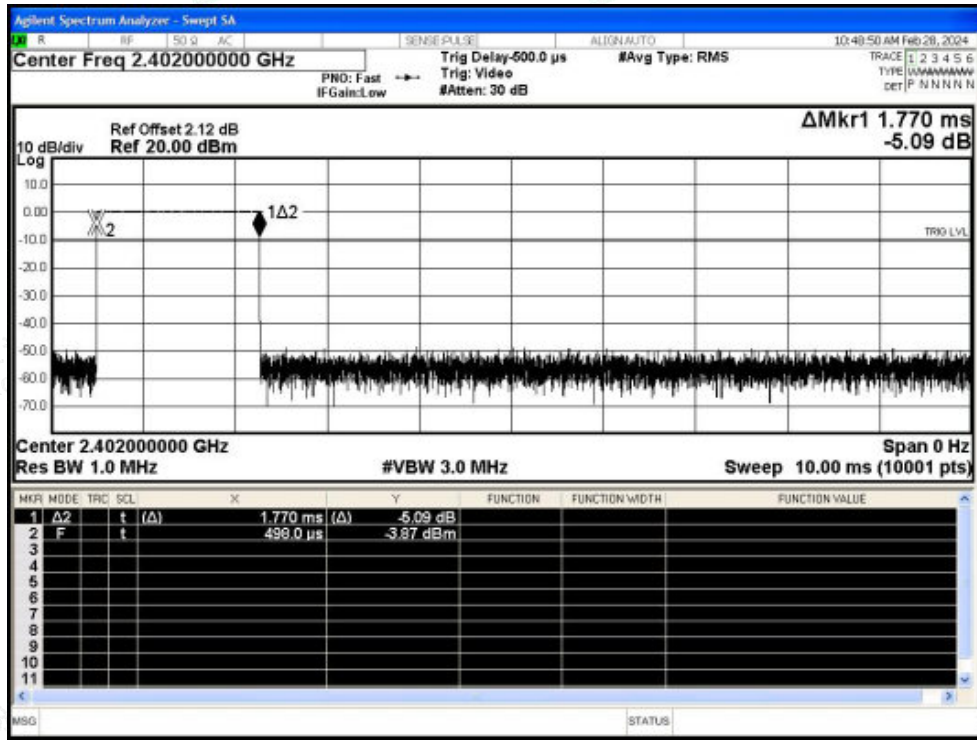 Agilent Spectrum Analyzer - Swept SA
LXI R RF 50 Ω AC SENSE:PULSE ALIGNAUTO 10:48:50 AM Feb 28, 2024
Center Freq 2.402000000 GHz
Trig Delay-500.0 µs #Avg Type: RMS TRACE 1 2 3 4 5 6
PNO: Fast Trig: Video TYPE WWWWWW
IFGain:Low #Atten: 30 dB DET P N N N N N
ΔMkr1 1.770 ms
-5.09 dB
Ref Offset 2.12 dB
10 dB/div Ref 20.00 dBm
Log
10.0
0.00
1Δ2
2
-10.0
TRIG LVL
-20.0
-30.0
-40.0
-50.0
-60.0
-70.0
Center 2.402000000 GHz Span 0 Hz
Res BW 1.0 MHz #VBW 3.0 MHz Sweep 10.00 ms (10001 pts)
MKR MODE TRC SCL X Y FUNCTION FUNCTION WIDTH FUNCTION VALUE
1 Δ2 t (Δ) 1.770 ms (Δ) -5.09 dB
2 F t 498.0 µs -3.87 dBm
3
4
5
6
7
8
9
10
11
MSG STATUS